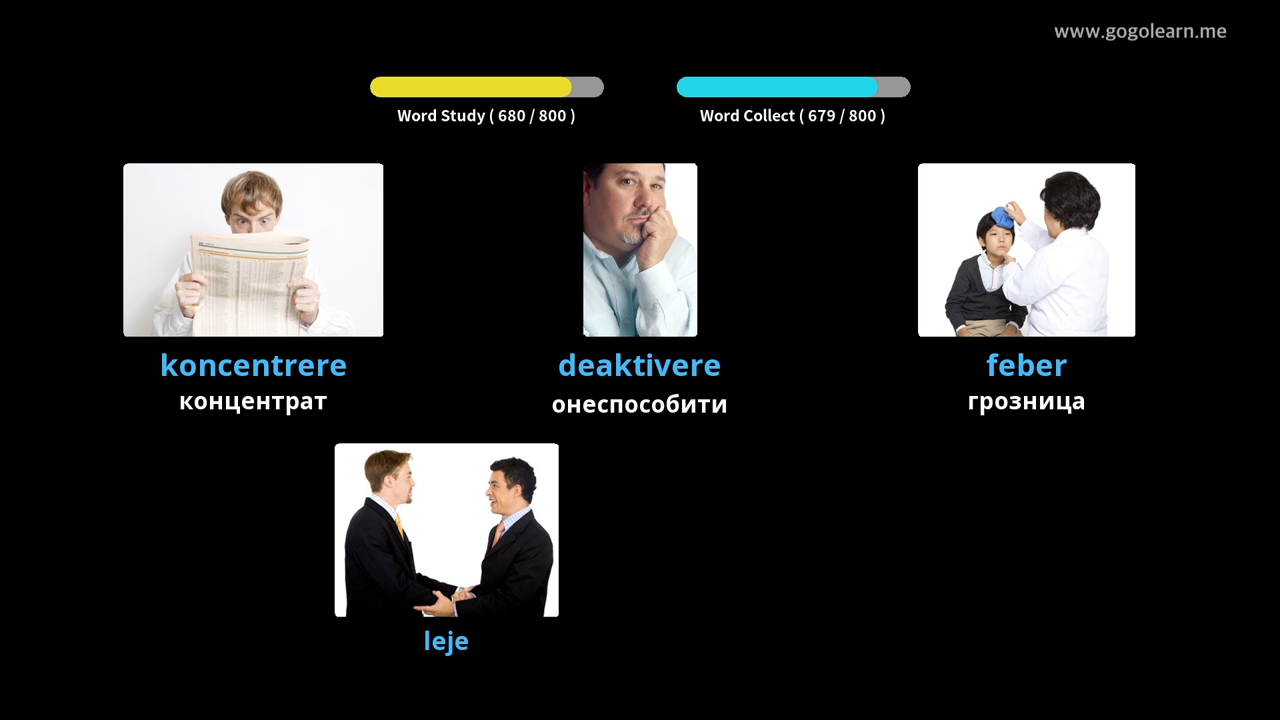 www.gogolearn.me
Word Study ( 680 / 800 )
Word Collect ( 679 / 800 )
koncentrere
deaktivere
feber
концентрат
онеспособити
грозница
leje